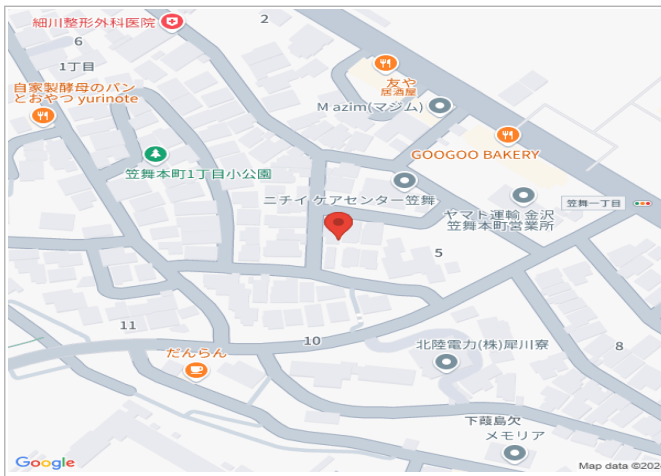 細川整形外科医院
2
6
1丁目
友や
居酒屋
自家製酵母のパン
とおやつ yurinote
M azim(マジム)
GOOGOO BAKERY
笠舞本町1丁目小公園
ニチイ ケアセンター笠舞
笠舞一丁目
ヤマト運輸 金沢
笠舞本町営業所
5
11
10
8
だんらん
北陸電力(株)犀川寮
下葭島欠
メモリア
Google
Map data ©202